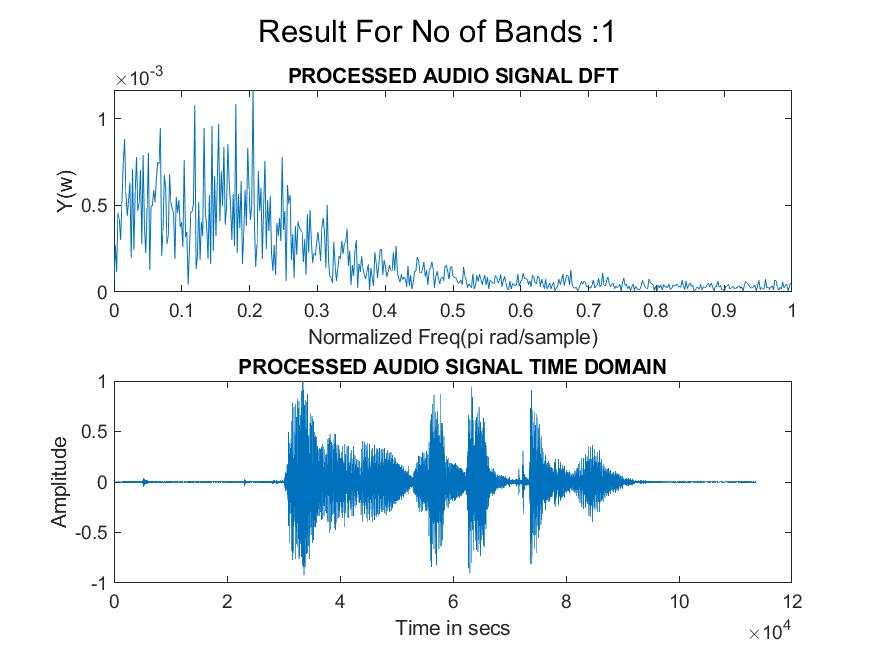 Result For No of Bands :1
×10-3
PROCESSED AUDIO SIGNAL DFT
1
0.5
0
Y(w)
0 0.1 0.2 0.3 0.4 0.5 0.6 0.7 0.8 0.9 1
Normalized Freq(pi rad/sample)
PROCESSED AUDIO SIGNAL TIME DOMAIN
1
0.5
0
-0.5
-1
Amplitude
0 2 4 6 8 10 12
Time in secs
×10^4